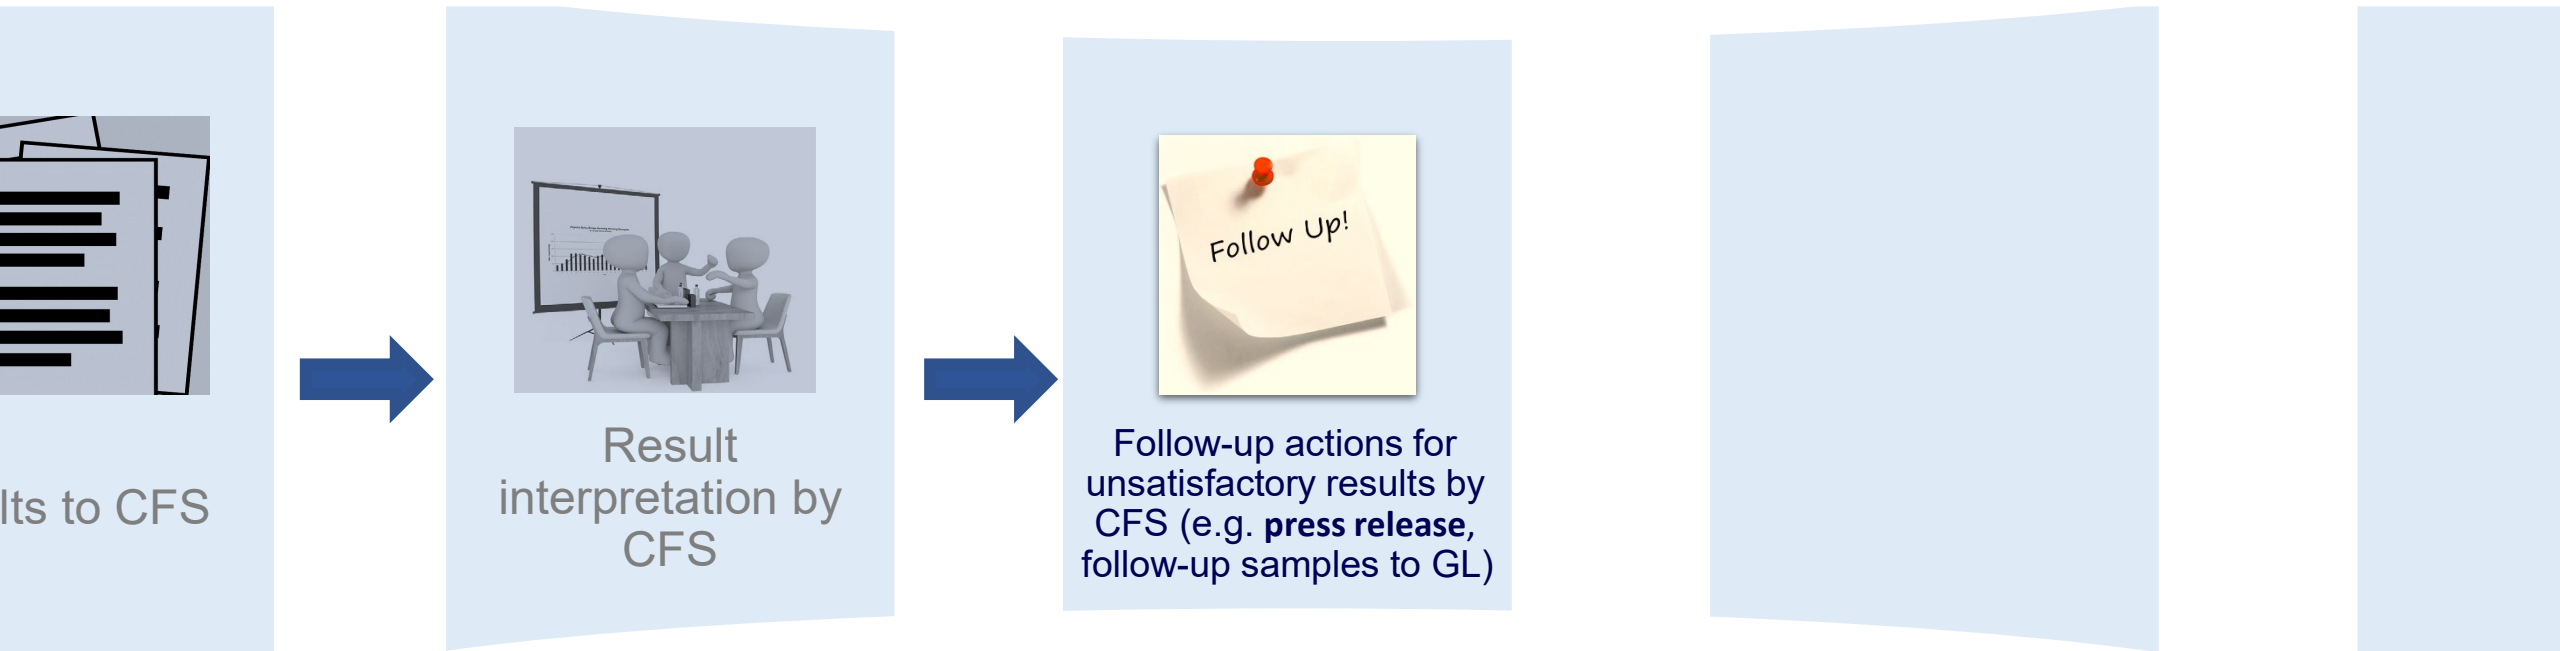 lts to CFS
Result
interpretation by
CFS
Follow Up!
Follow-up actions for
unsatisfactory results by
CFS (e.g. press release,
follow-up samples to GL)